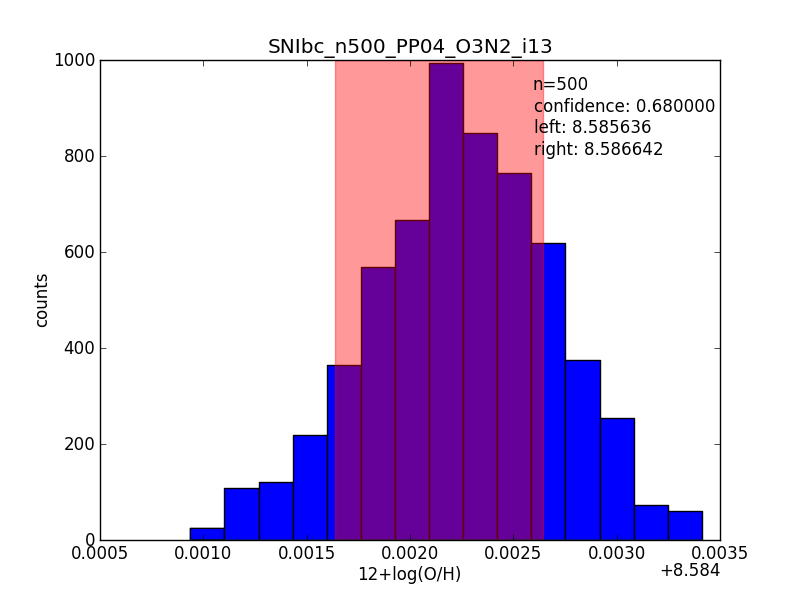 SNIbc_n500_PP04_O3N2_i13
n=500
confidence: 0.680000
left: 8.585636
right: 8.586642
counts
1000
800
600
400
200
0
0.0005 0.0010 0.0015 0.0020 0.0025 0.0030 0.0035
+8.584
12+log(O/H)